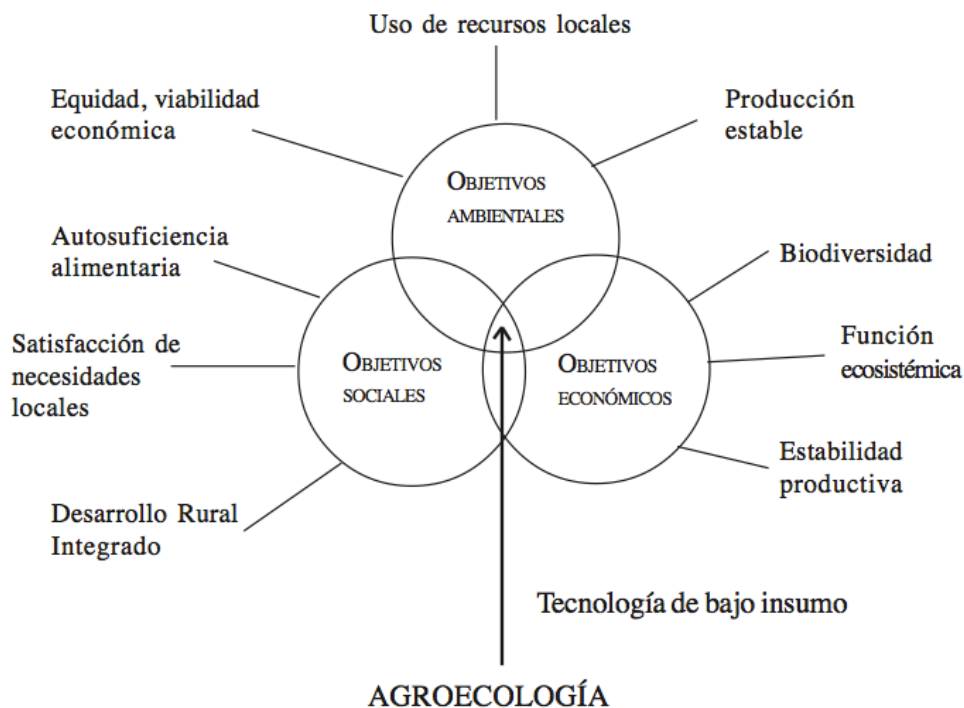 Uso de recursos locales
Equidad, viabilidad
económica
Producción
estable
OBJETIVOS
AMBIENTALES
Autosuficiencia
alimentaria
Biodiversidad
Satisfacción de
necesidades
locales
OBJETIVOS
SOCIALES
OBJETIVOS
ECONÓMICOS
Función
ecosistémica
Estabilidad
productiva
Desarrollo Rural
Integrado
Tecnología de bajo insumo
AGROECOLOGÍA